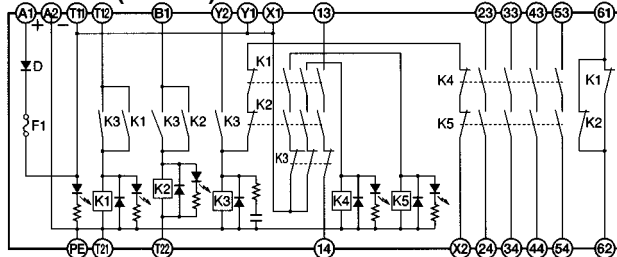 A1 A2 T11 T12 B1 Y2 Y1 X1 13 23 33 43 53 61
+ −
D
K1
K4
K1
K3 K1 K3 K2 K3
K2
K5
K2
F1
K3
K1 K2 K3 K4 K5
PE T21 T22 14 X2 24 34 44 54 62